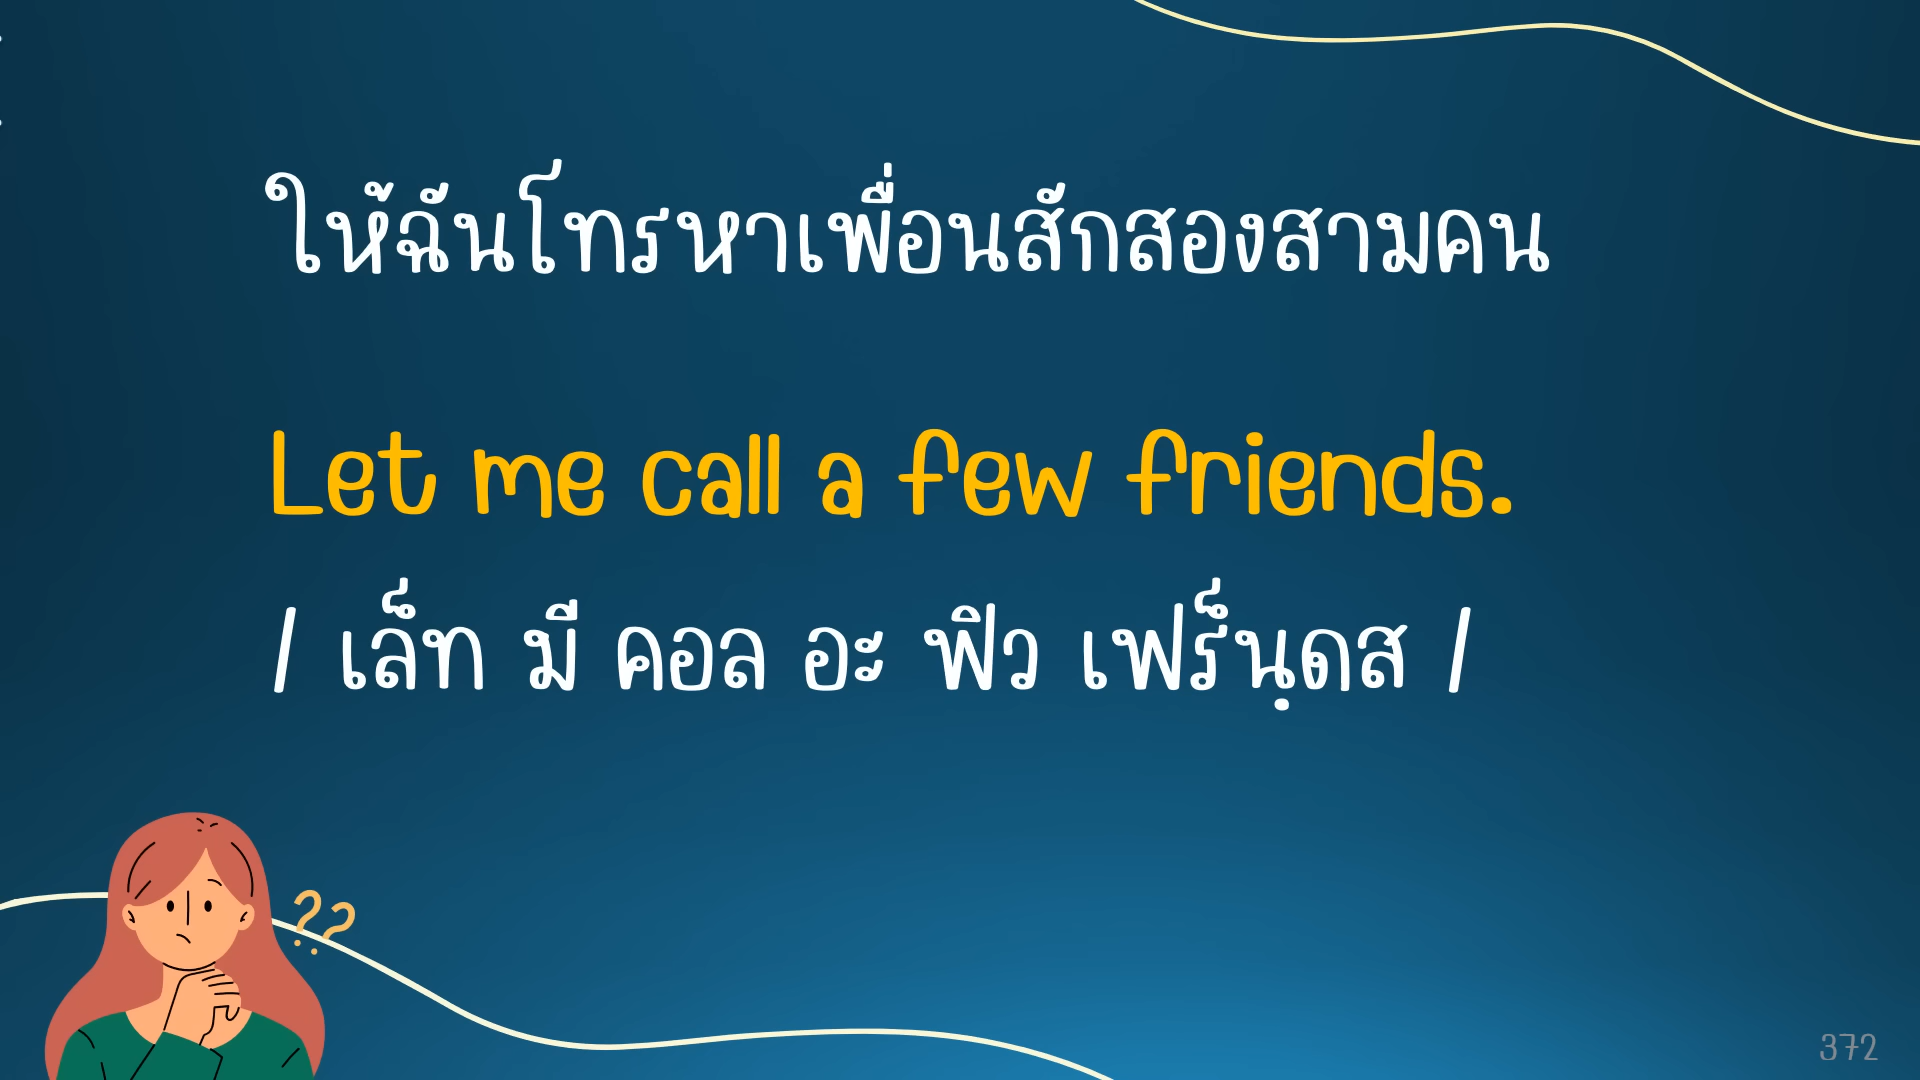 ให้ฉันโทรหาเพื่อนสักสองสามคน
Let me call a few friends.
/ เล็ท มี คอล อะ ฟิว เฟร็นฺดส /
??
372